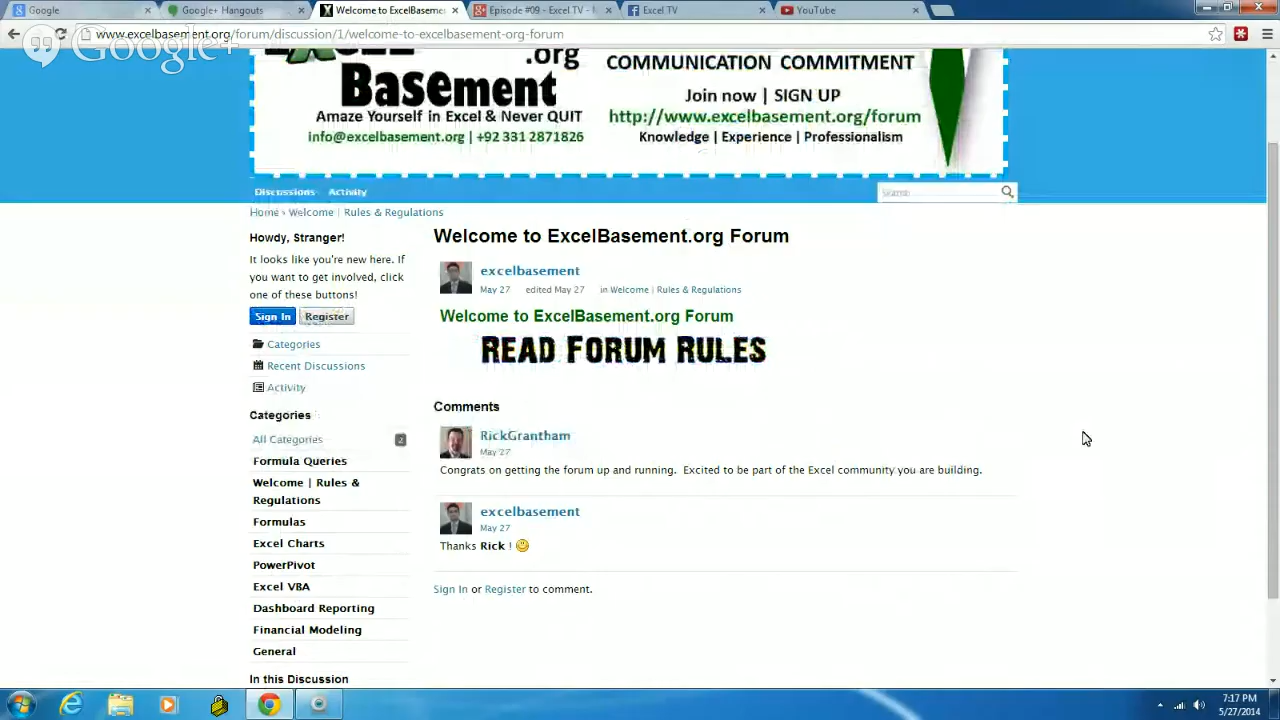 Google
Google+ Hangouts
Welcome to ExcelBaseme
Episode #09 - Excel.TV - M
Excel TV
YouTube
www.excelbasement.org/forum/discussion/1/welcome-to-excelbasement-org-forum
Google+
.org
Basement
Amaze Yourself in Excel & Never QUIT
info@excelbasement.org | +92 331 2871826
COMMUNICATION COMMITMENT
Join now | SIGN UP
http://www.excelbasement.org/forum
Knowledge | Experience | Professionalism
Discussions Activity
Search
Home › Welcome | Rules & Regulations
Howdy, Stranger!
It looks like you're new here. If
you want to get involved, click
one of these buttons!
Sign In Register
Categories
Recent Discussions
Activity
Categories
All Categories 2
Formula Queries
Welcome | Rules &
Regulations
Formulas
Excel Charts
PowerPivot
Excel VBA
Dashboard Reporting
Financial Modeling
General
In this Discussion
Welcome to ExcelBasement.org Forum
excelbasement
May 27 edited May 27 in Welcome | Rules & Regulations
Welcome to ExcelBasement.org Forum
READ FORUM RULES
Comments
RickGrantham
May 27
Congrats on getting the forum up and running. Excited to be part of the Excel community you are building.
excelbasement
May 27
Thanks Rick !
Sign In or Register to comment.
7:17 PM
5/27/2014